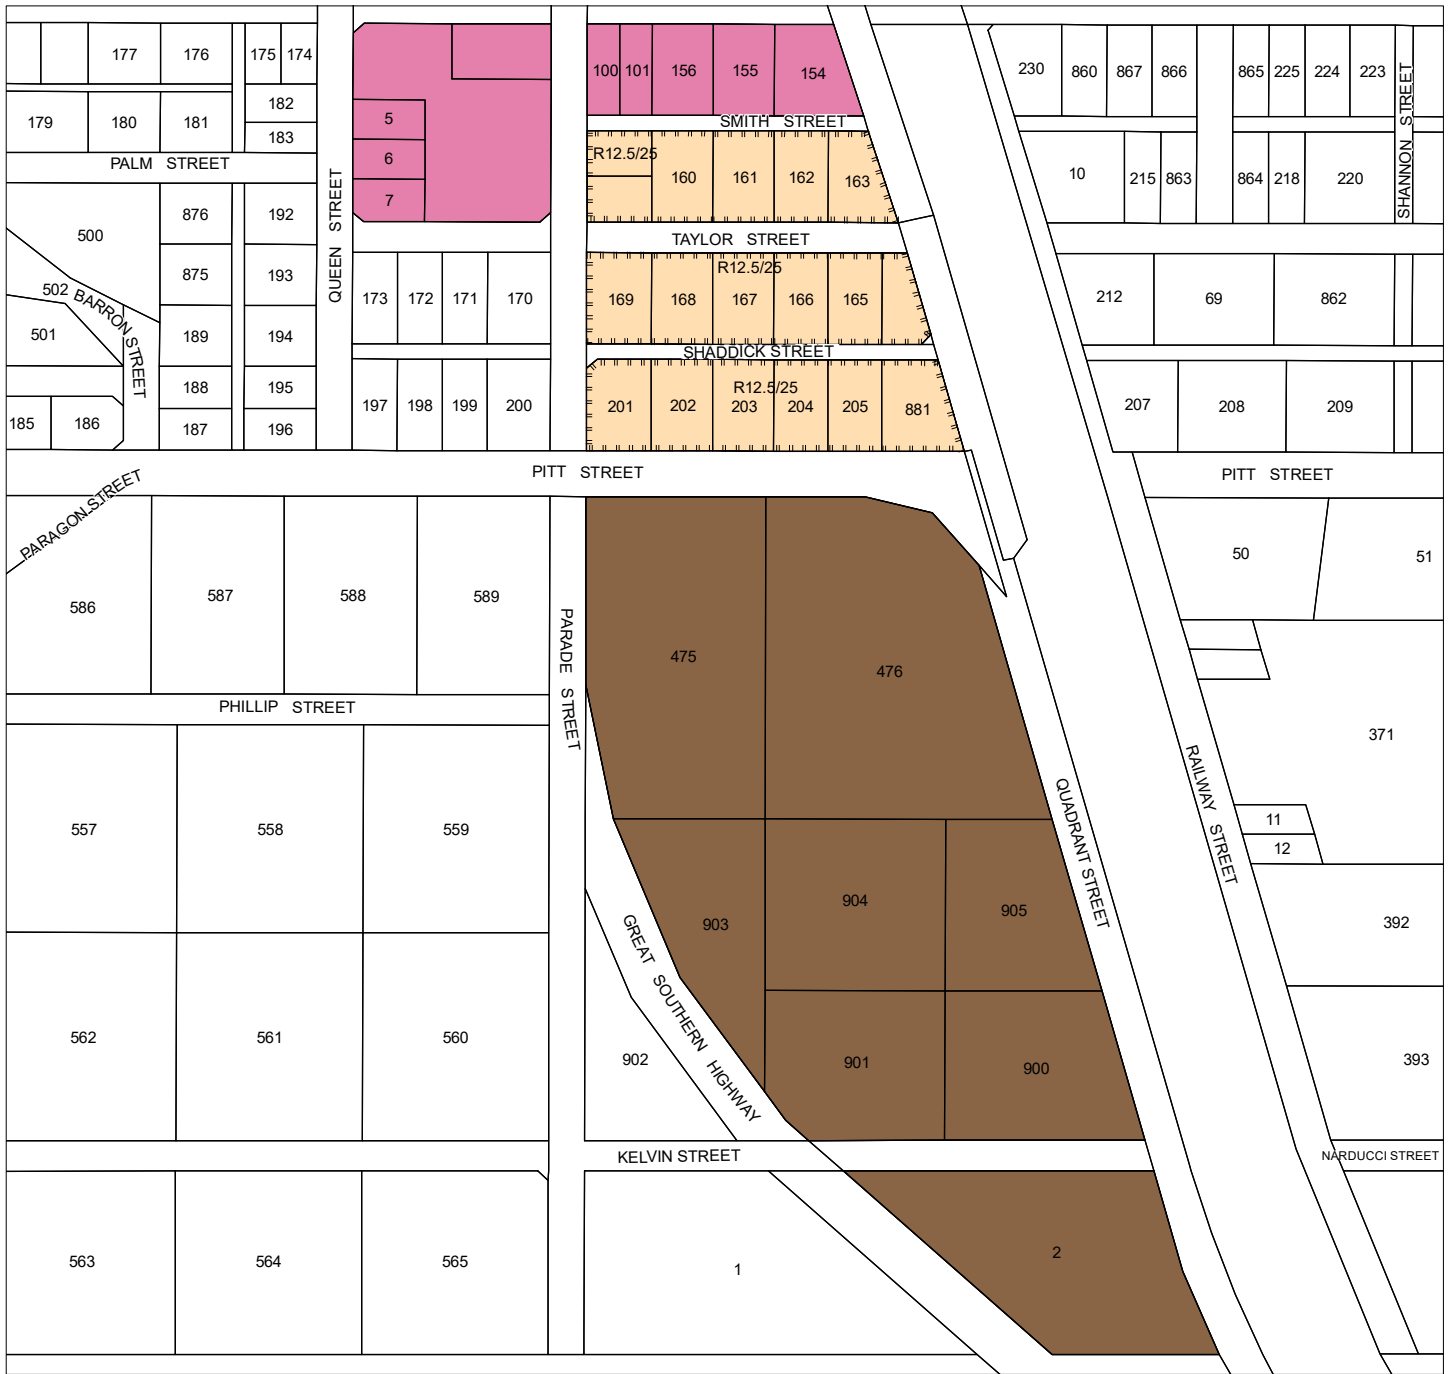 177 176 175 174
100 101 156 155 154
230 860 867 866 865 225 224 223
179 180 181 182
183
5
6
7
SMITH STREET
PALM STREET
QUEEN STREET
SHANNON STREET
R12.5/25
160 161 162 163
10 215 863 864 218 220
876 192
500
TAYLOR STREET
875 193
502
BARRON STREET
501
173 172 171 170
R12.5/25
169 168 167 166 165
212 69 862
189 194
SHADDICK STREET
188 195
R12.5/25
185 186
187 196
197 198 199 200
201 202 203 204 205 881
207 208 209
PITT STREET
PITT STREET
PARAGON STREET
586 587 588 589
50 51
PARADE STREET
475 476
PHILLIP STREET
371
QUADRANT STREET
RAILWAY STREET
557 558 559
11
12
903 904 905
392
GREAT SOUTHERN HIGHWAY
562 561 560
902
901 900
393
KELVIN STREET
NARDUCCI STREET
563 564 565
1
2